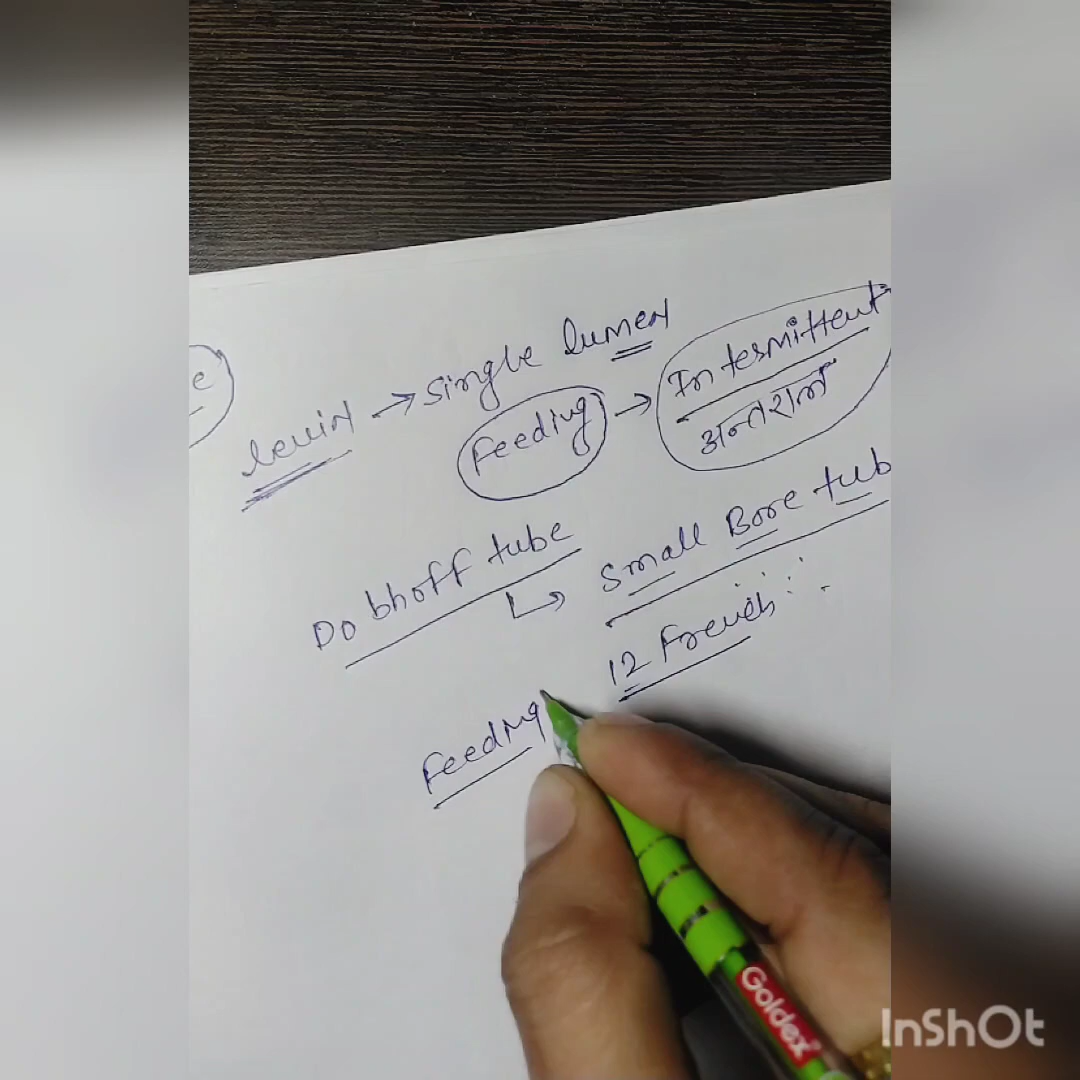 e
levin → Single lumen
Feeding → Intermittent
अन्तराल
Dobhoff tube
↳ Small Bore tub
12 French
Feeding
Goldex
InShOt